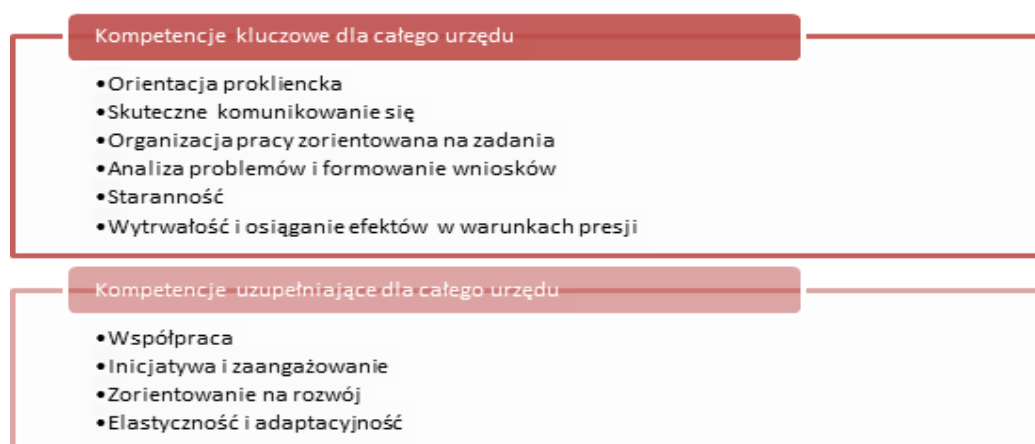 Kompetencje kluczowe dla całego urzędu
•Orientacja prokliencka
•Skuteczne komunikowanie się
•Organizacja pracy zorientowana na zadania
•Analiza problemów i formowanie wniosków
•Staranność
•Wytrwałość i osiąganie efektów w warunkach presji
Kompetencje uzupełniające dla całego urzędu
•Współpraca
•Inicjatywa i zaangażowanie
•Zorientowanie na rozwój
•Elastyczność i adaptacyjność